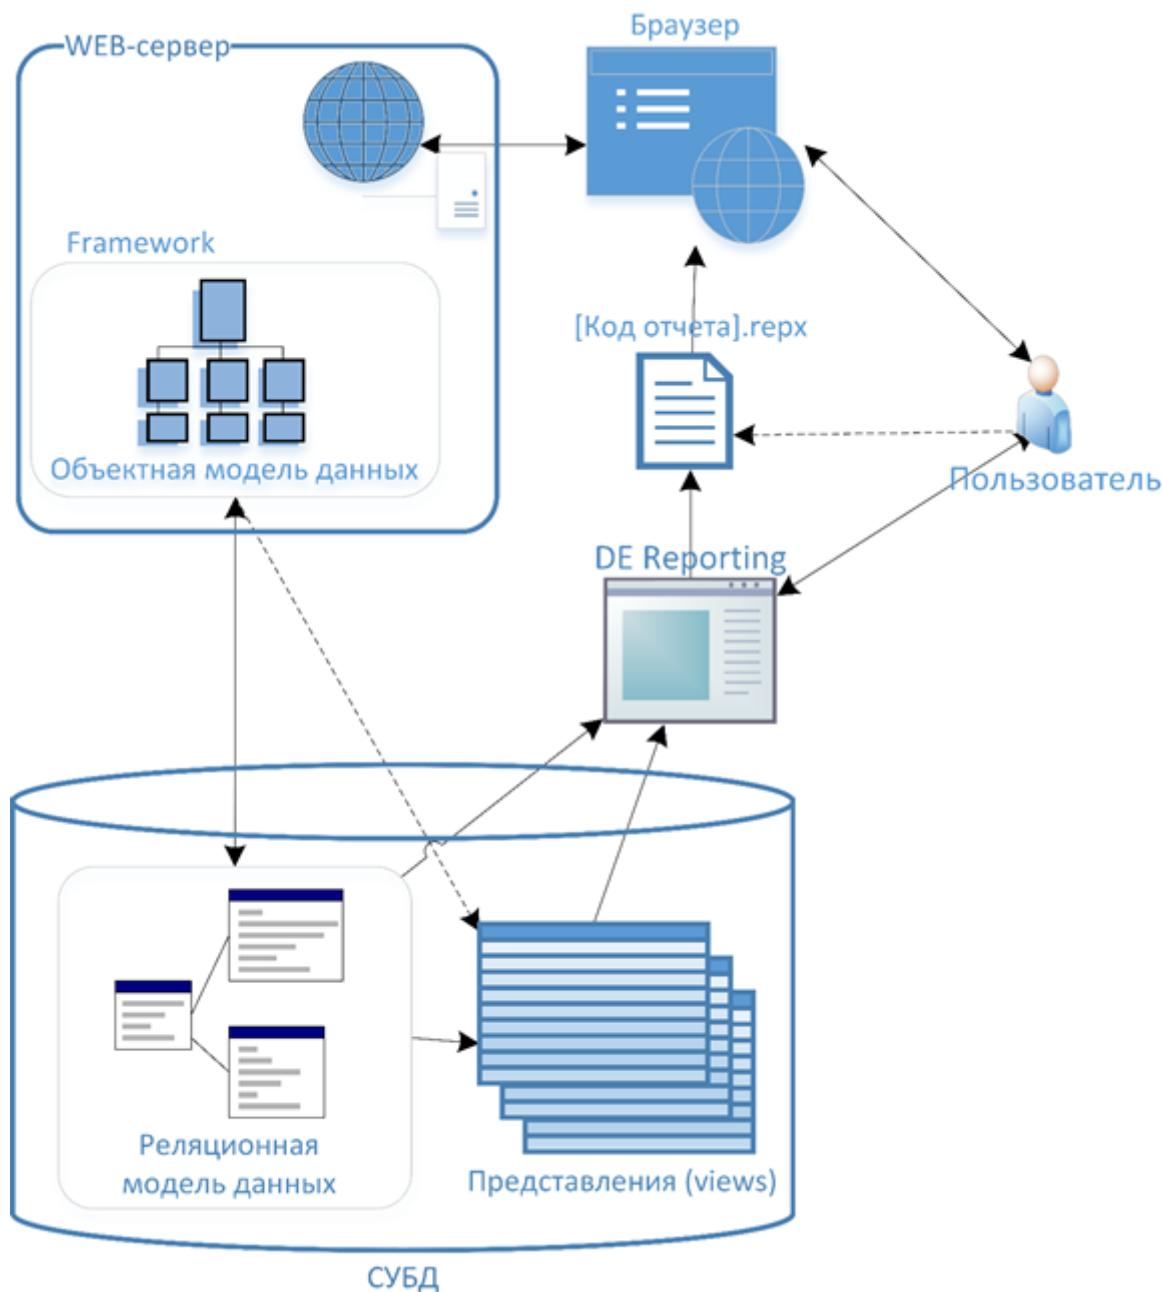 Браузер
WEB-сервер
Framework
[Код отчета].repx
Объектная модель данных
Пользователь
DE Reporting
Реляционная
модель данных
Представления (views)
СУБД